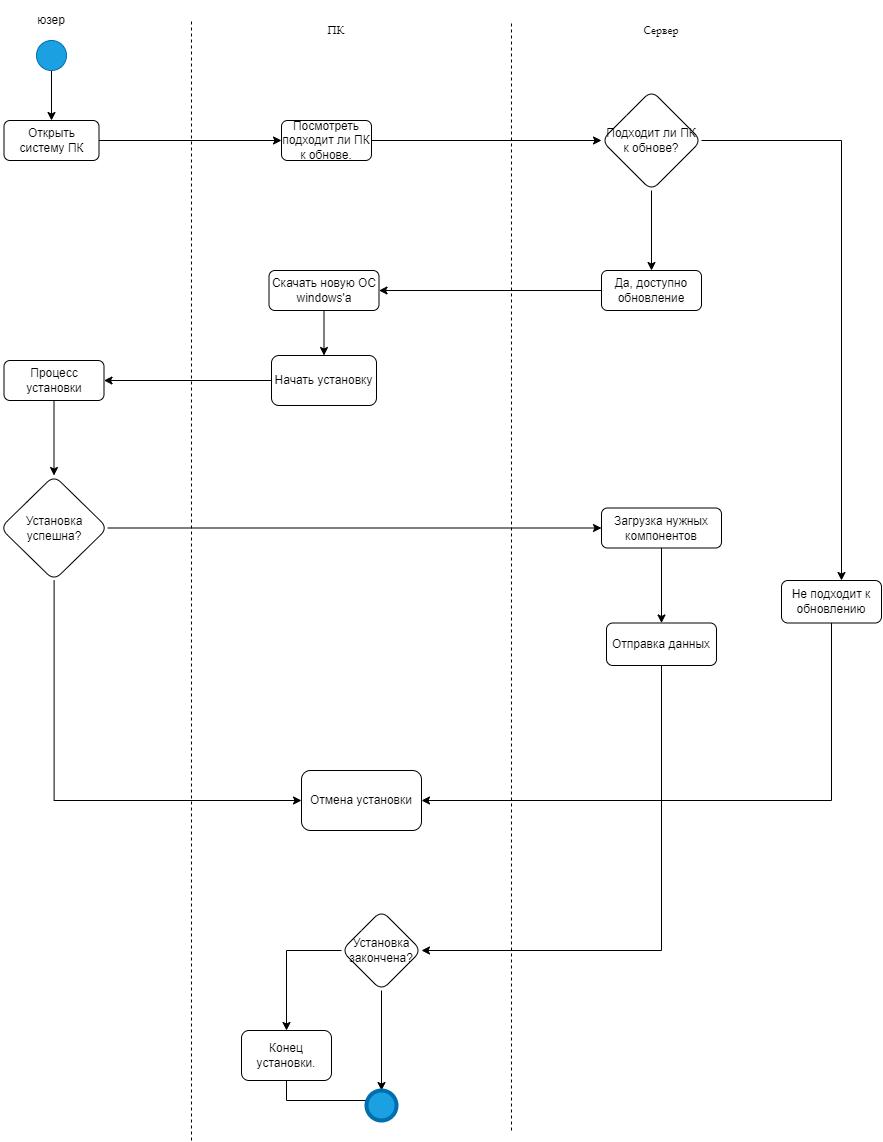 юзер
ПК
Сервер
Открыть
систему ПК
Посмотреть
подходит ли ПК
к обнове.
Подходит ли ПК
к обнове?
Скачать новую ОС
windows'а
Да, доступно
обновление
Процесс
установки
Начать установку
Установка
успешна?
Загрузка нужных
компонентов
Не подходит к
обновлению
Отправка данных
Отмена установки
Установка
закончена?
Конец
установки.